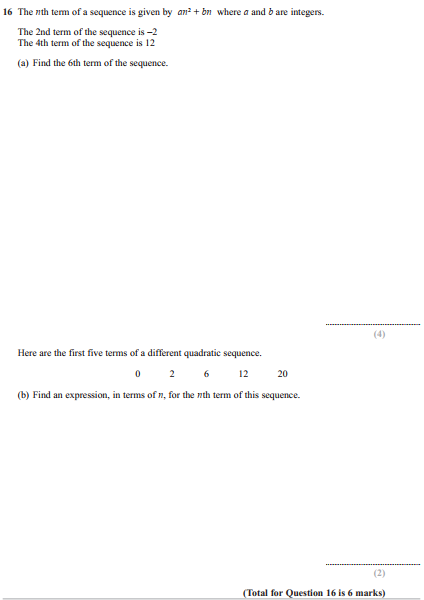 16 The nth term of a sequence is given by an² + bn where a and b are integers.
The 2nd term of the sequence is –2
The 4th term of the sequence is 12
(a) Find the 6th term of the sequence.
(4)
Here are the first five terms of a different quadratic sequence.
0 2 6 12 20
(b) Find an expression, in terms of n, for the nth term of this sequence.
(2)
(Total for Question 16 is 6 marks)